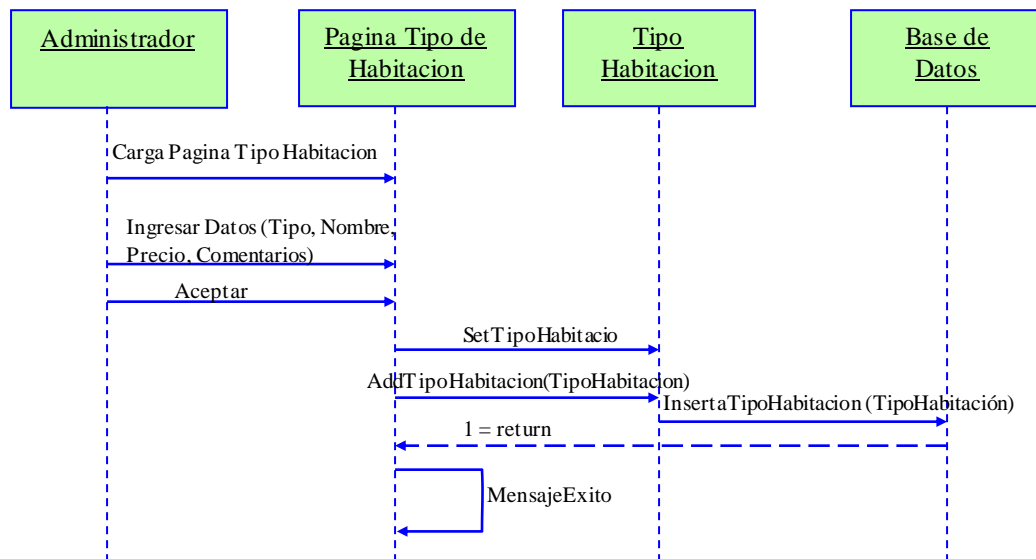 Administrador
Pagina Tipo de
Habitacion
Tipo
Habitacion
Base de
Datos
Carga Pagina Tipo Habitacion
Ingresar Datos (Tipo, Nombre,
Precio, Comentarios)
Aceptar
SetTipoHabitacio
AddTipoHabitacion(TipoHabitacion)
InsertaTipoHabitacion (TipoHabitación)
1 = return
MensajeExito